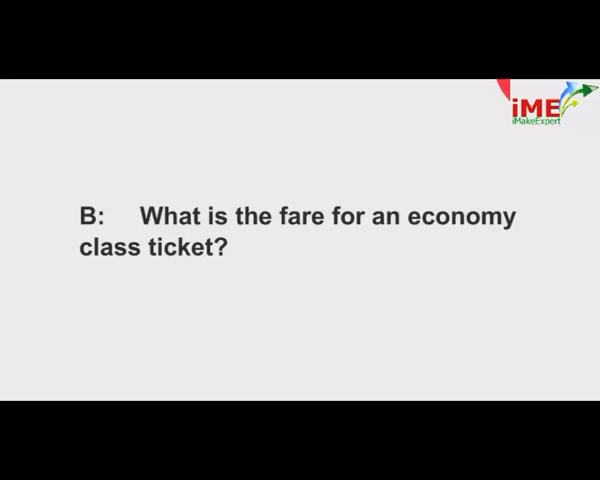 iME
iMakeExpert
B: What is the fare for an economy
class ticket?